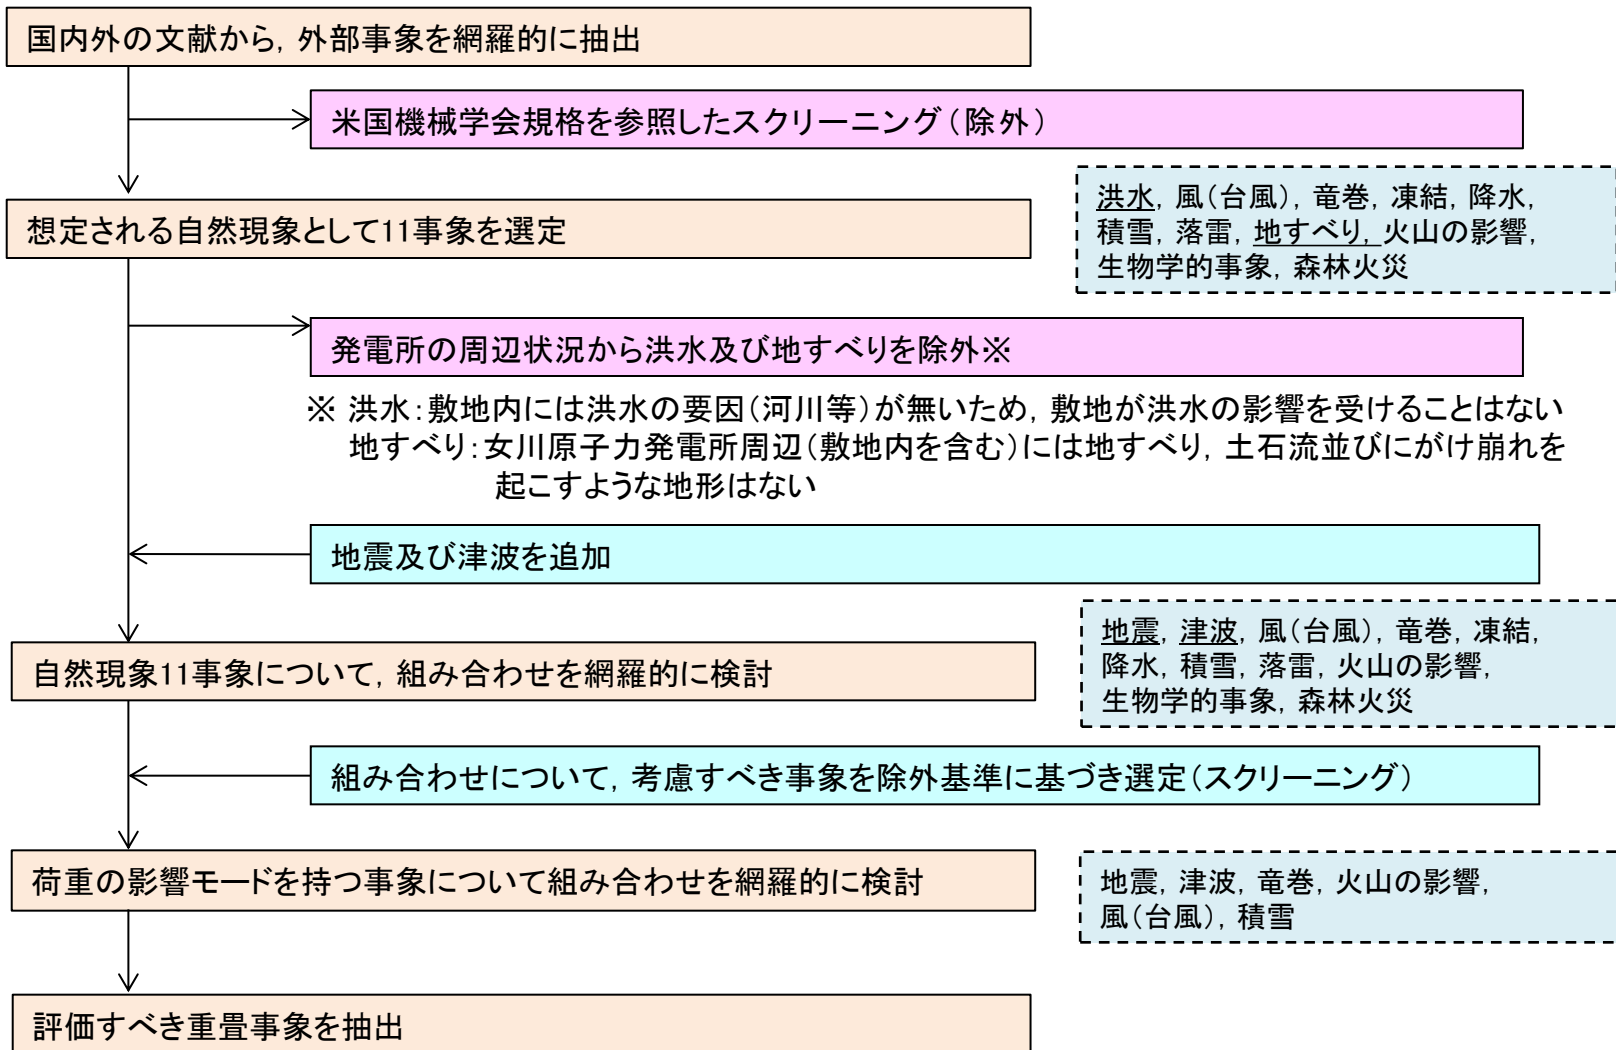 国内外の文献から，外部事象を網羅的に抽出
米国機械学会規格を参照したスクリーニング（除外）
洪水，風（台風），竜巻，凍結，降水，
積雪，落雷，地すべり，火山の影響，
生物学的事象，森林火災
想定される自然現象として11事象を選定
発電所の周辺状況から洪水及び地すべりを除外※
※ 洪水：敷地内には洪水の要因（河川等）が無いため，敷地が洪水の影響を受けることはない
地すべり：女川原子力発電所周辺（敷地内を含む）には地すべり，土石流並びにがけ崩れを
起こすような地形はない
地震及び津波を追加
地震，津波，風（台風），竜巻，凍結，
降水，積雪，落雷，火山の影響，
生物学的事象，森林火災
自然現象11事象について，組み合わせを網羅的に検討
組み合わせについて，考慮すべき事象を除外基準に基づき選定（スクリーニング）
荷重の影響モードを持つ事象について組み合わせを網羅的に検討
地震，津波，竜巻，火山の影響，
風（台風），積雪
評価すべき重畳事象を抽出